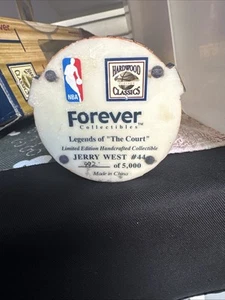 NBA
HARDWOOD
CLASSICS
Forever™
Collectibles
Legends of "The Court"
Limited Edition Handcrafted Collectible
JERRY WEST #44
of 5,000
Made in China